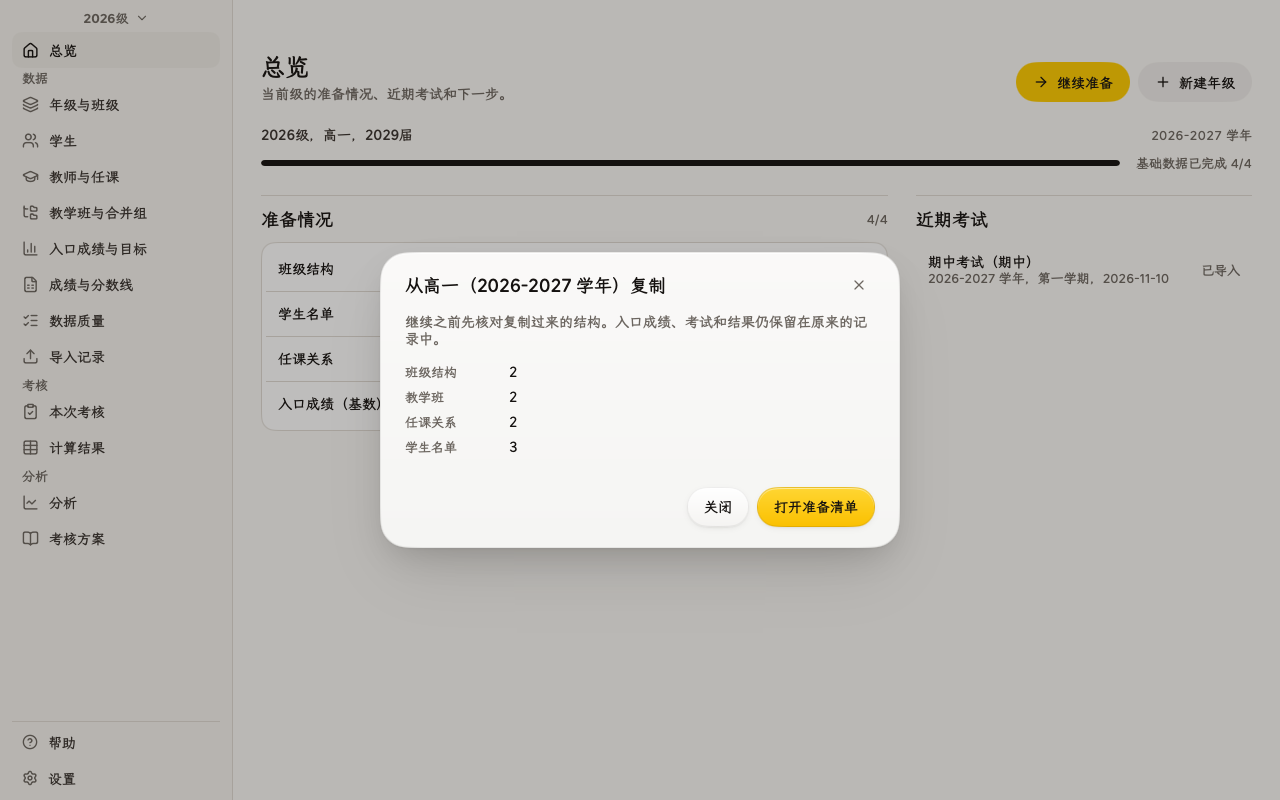 2026级
总览
数据
年级与班级
学生
教师与任课
教学班与合并组
入口成绩与目标
成绩与分数线
数据质量
导入记录
考核
本次考核
计算结果
分析
分析
考核方案
帮助
设置
总览
当前级的准备情况、近期考试和下一步。
继续准备
新建年级
2026级，高一，2029届
2026-2027 学年
基础数据已完成 4/4
准备情况
4/4
班级结构
学生名单
任课关系
入口成绩（基数）
近期考试
期中考试（期中）
2026-2027 学年，第一学期，2026-11-10
已导入
从高一（2026-2027 学年）复制
继续之前先核对复制过来的结构。入口成绩、考试和结果仍保留在原来的记
录中。
班级结构 2
教学班 2
任课关系 2
学生名单 3
关闭
打开准备清单